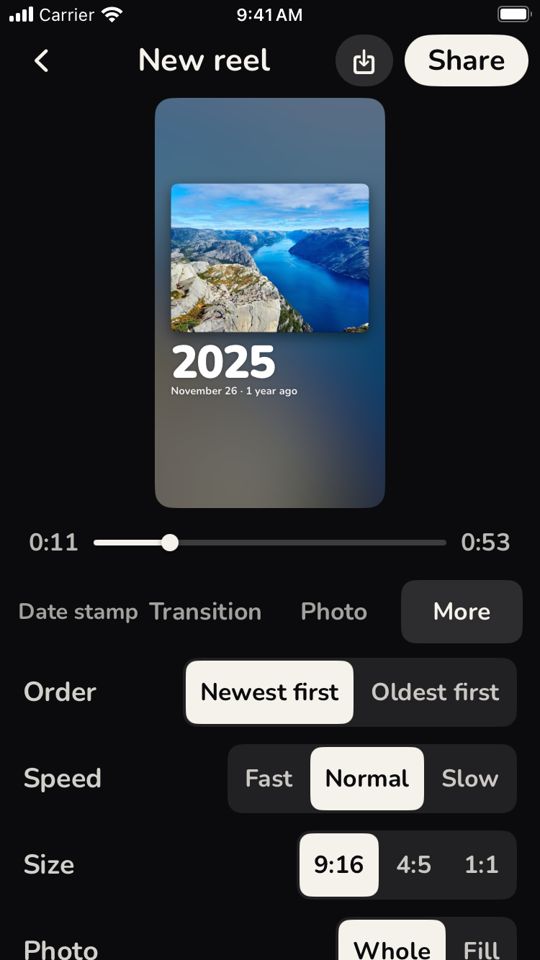 Carrier 9:41 AM
New reel
Share
2025
November 26 · 1 year ago
0:11 0:53
Date stamp Transition Photo More
Order Newest first Oldest first
Speed Fast Normal Slow
Size 9:16 4:5 1:1
Photo Whole Fill